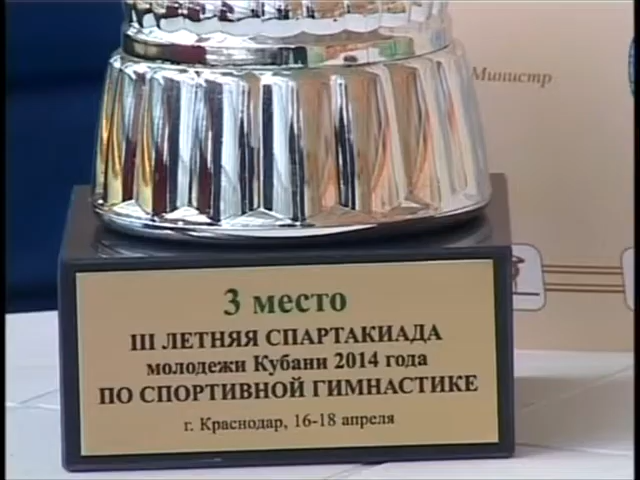 Министр
3 место
III ЛЕТНЯЯ СПАРТАКИАДА
молодежи Кубани 2014 года
ПО СПОРТИВНОЙ ГИМНАСТИКЕ
г. Краснодар, 16-18 апреля